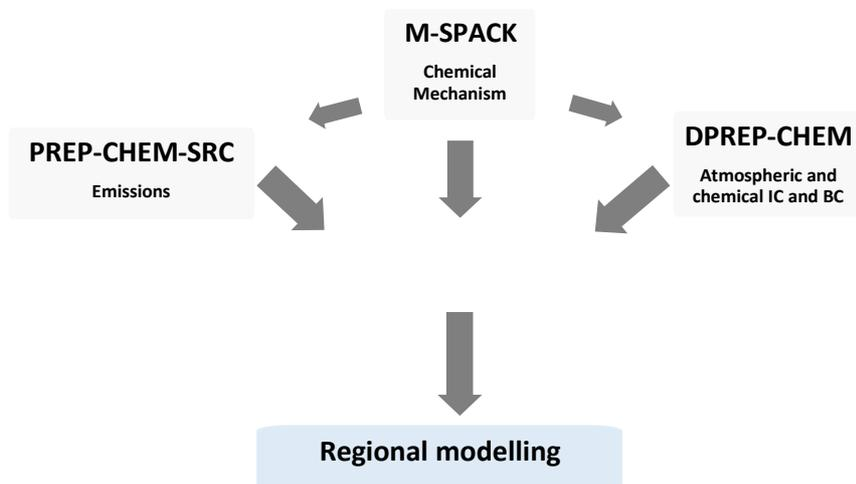 M-SPACK
Chemical
Mechanism
PREP-CHEM-SRC
Emissions
DPREP-CHEM
Atmospheric and
chemical IC and BC
Regional modelling